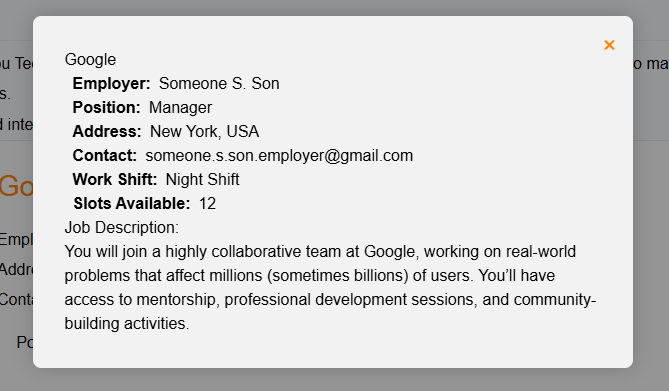 Google
Employer: Someone S. Son
Position: Manager
Address: New York, USA
Contact: someone.s.son.employer@gmail.com
Work Shift: Night Shift
Slots Available: 12
Job Description:
You will join a highly collaborative team at Google, working on real-world
problems that affect millions (sometimes billions) of users. You’ll have
access to mentorship, professional development sessions, and community-
building activities.